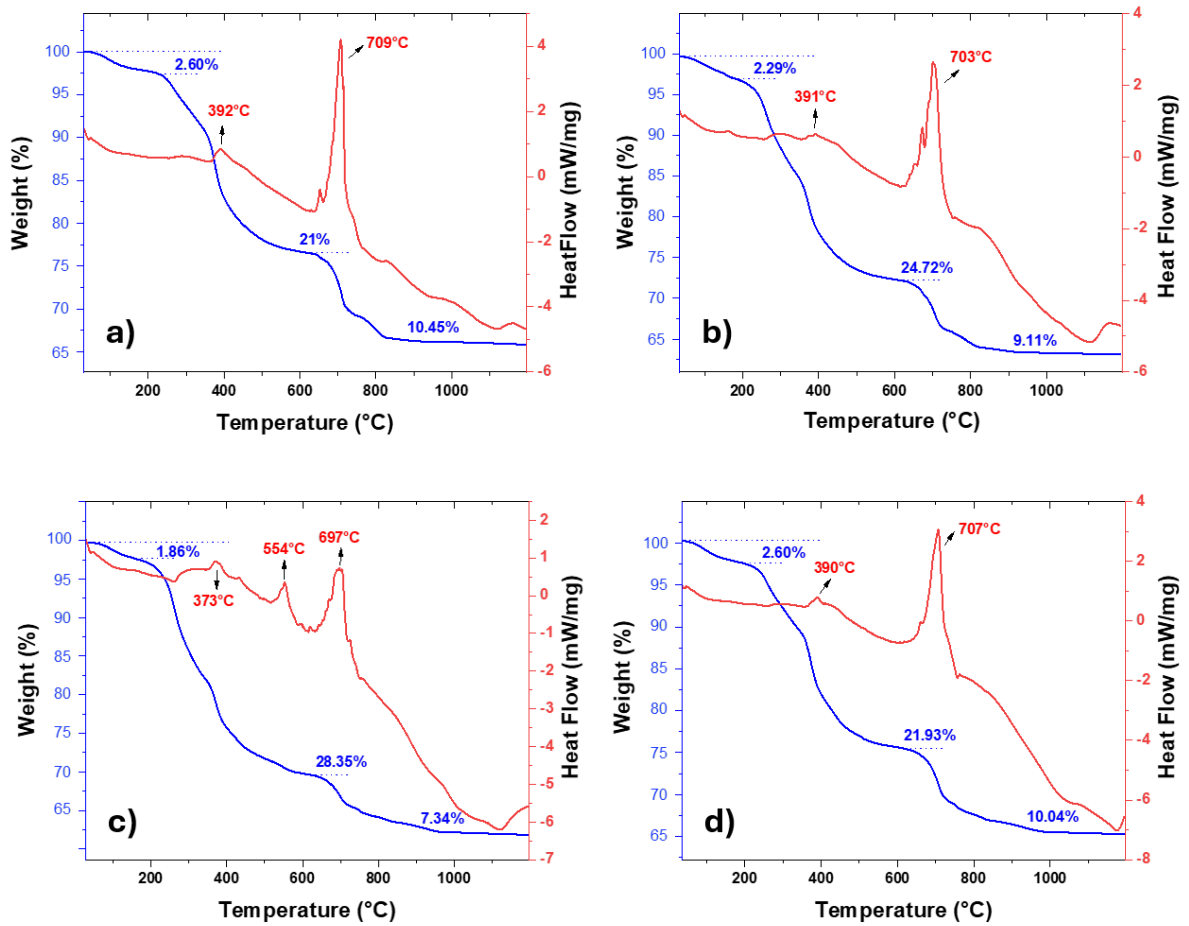 100
95
90
85
80
75
70
65
Weight (%)
4
2
0
-2
-4
-6
HeatFlow (mW/mg)
2.60%
392°C
709°C
21%
10.45%
a)
200 400 600 800 1000
Temperature (°C)
100
95
90
85
80
75
70
65
Weight (%)
4
2
0
-2
-4
-6
Heat Flow (mW/mg)
2.29%
391°C
703°C
24.72%
9.11%
b)
200 400 600 800 1000
Temperature (°C)
100
95
90
85
80
75
70
65
Weight (%)
2
1
0
-1
-2
-3
-4
-5
-6
-7
Heat Flow (mW/mg)
1.86%
373°C
554°C
697°C
28.35%
7.34%
c)
200 400 600 800 1000
Temperature (°C)
100
95
90
85
80
75
70
65
Weight (%)
4
2
0
-2
-4
-6
-8
Heat Flow (mW/mg)
2.60%
390°C
707°C
21.93%
10.04%
d)
200 400 600 800 1000
Temperature (°C)